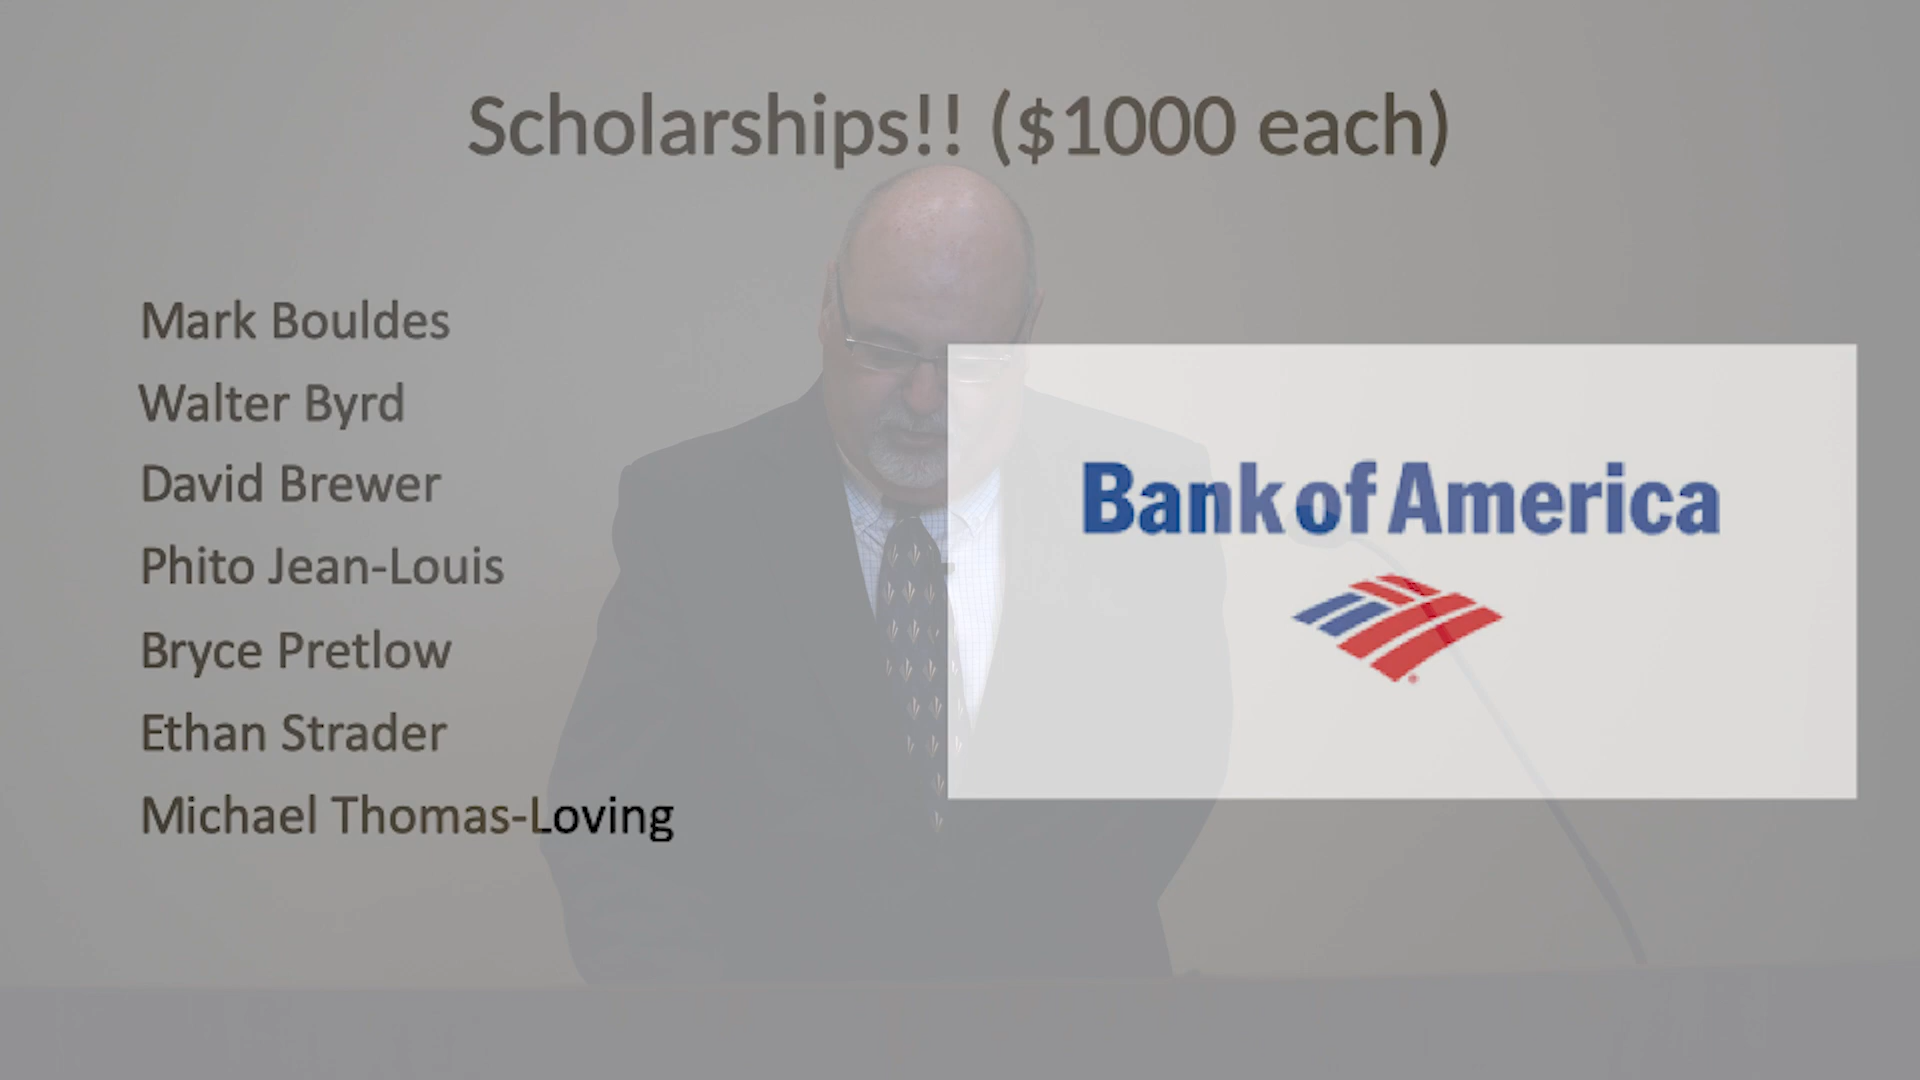 Scholarships!! ($1000 each)
Mark Bouldes
Walter Byrd
David Brewer
Phito Jean-Louis
Bryce Pretlow
Ethan Strader
Michael Thomas-Loving
Bank of America